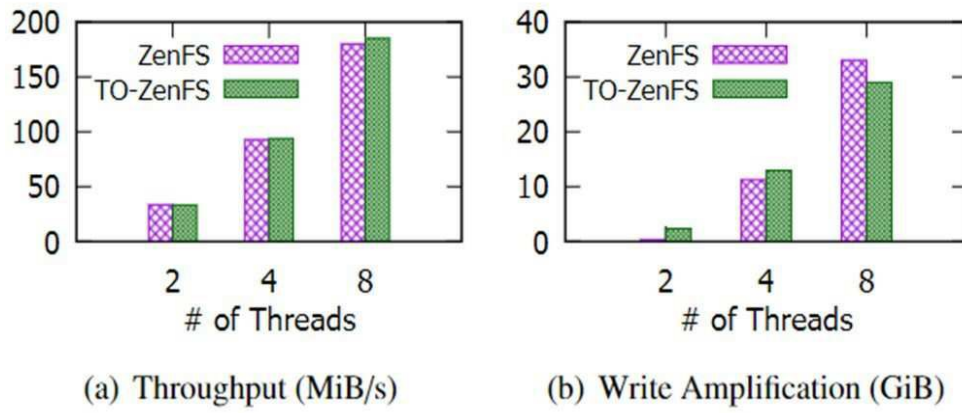 200
150
100
50
0
ZenFS
TO-ZenFS
2 4 8
# of Threads
(a) Throughput (MiB/s)
40
30
20
10
0
ZenFS
TO-ZenFS
2 4 8
# of Threads
(b) Write Amplification (GiB)